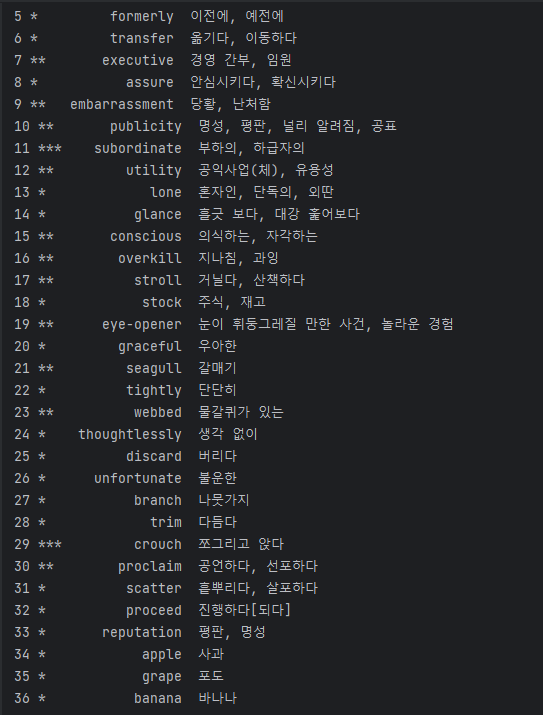 5 * formerly 이전에, 예전에
6 * transfer 옮기다, 이동하다
7 ** executive 경영 간부, 임원
8 * assure 안심시키다, 확신시키다
9 ** embarrassment 당황, 난처함
10 ** publicity 명성, 평판, 널리 알려짐, 공표
11 *** subordinate 부하의, 하급자의
12 ** utility 공익사업(체), 유용성
13 * lone 혼자인, 단독의, 외딴
14 * glance 흘긋 보다, 대강 훑어보다
15 ** conscious 의식하는, 자각하는
16 ** overkill 지나침, 과잉
17 ** stroll 거닐다, 산책하다
18 * stock 주식, 재고
19 ** eye-opener 눈이 휘둥그레질 만한 사건, 놀라운 경험
20 * graceful 우아한
21 ** seagull 갈매기
22 * tightly 단단히
23 ** webbed 물갈퀴가 있는
24 * thoughtlessly 생각 없이
25 * discard 버리다
26 * unfortunate 불운한
27 * branch 나뭇가지
28 * trim 다듬다
29 *** crouch 쪼그리고 앉다
30 ** proclaim 공언하다, 선포하다
31 * scatter 흩뿌리다, 살포하다
32 * proceed 진행하다[되다]
33 * reputation 평판, 명성
34 * apple 사과
35 * grape 포도
36 * banana 바나나